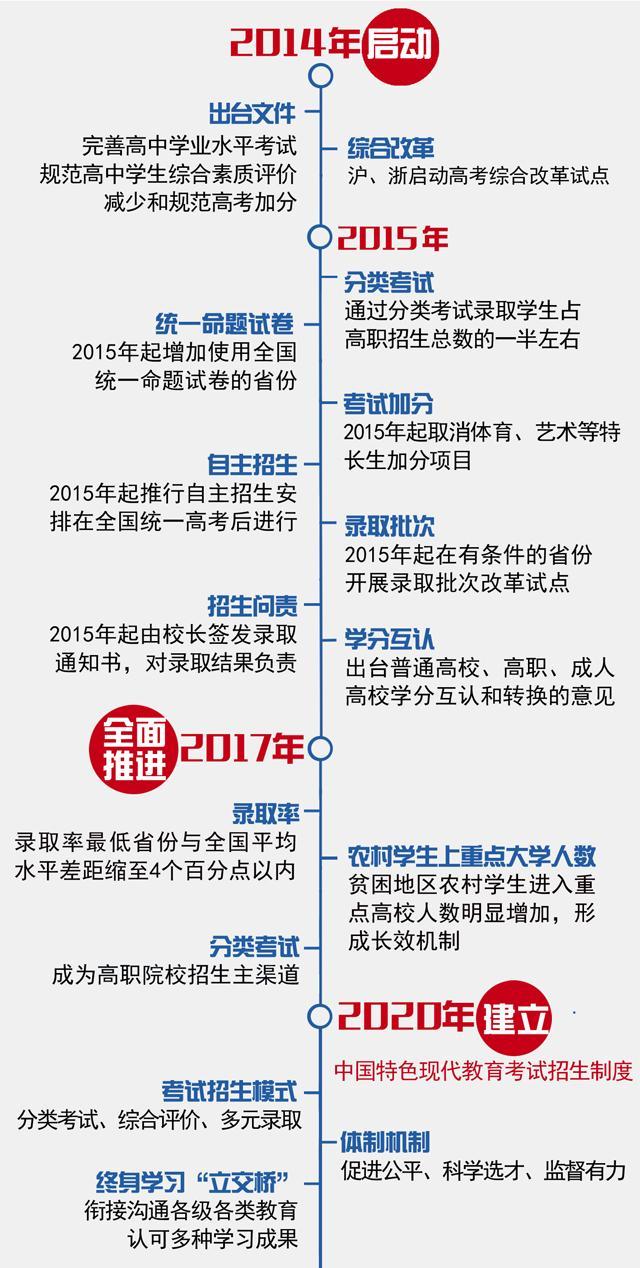 2014年启动
出台文件
完善高中学业水平考试
规范高中学生综合素质评价
减少和规范高考加分
综合改革
沪、浙启动高考综合改革试点
2015年
分类考试
通过分类考试录取学生占
高职招生总数的一半左右
统一命题试卷
2015年起增加使用全国
统一命题试卷的省份
考试加分
2015年起取消体育、艺术等特
长生加分项目
自主招生
2015年起推行自主招生安
排在全国统一高考后进行
录取批次
2015年起在有条件的省份
开展录取批次改革试点
招生问责
2015年起由校长签发录取
通知书，对录取结果负责
学分互认
出台普通高校、高职、成人
高校学分互认和转换的意见
全面
推进
2017年
录取率
录取率最低省份与全国平均
水平差距缩至4个百分点以内
农村学生上重点大学人数
贫困地区农村学生进入重
点高校人数明显增加，形
成长效机制
分类考试
成为高职院校招生主渠道
2020年建立
中国特色现代教育考试招生制度
考试招生模式
分类考试、综合评价、多元录取
体制机制
促进公平、科学选才、监督有力
终身学习“立交桥”
衔接沟通各级各类教育
认可多种学习成果